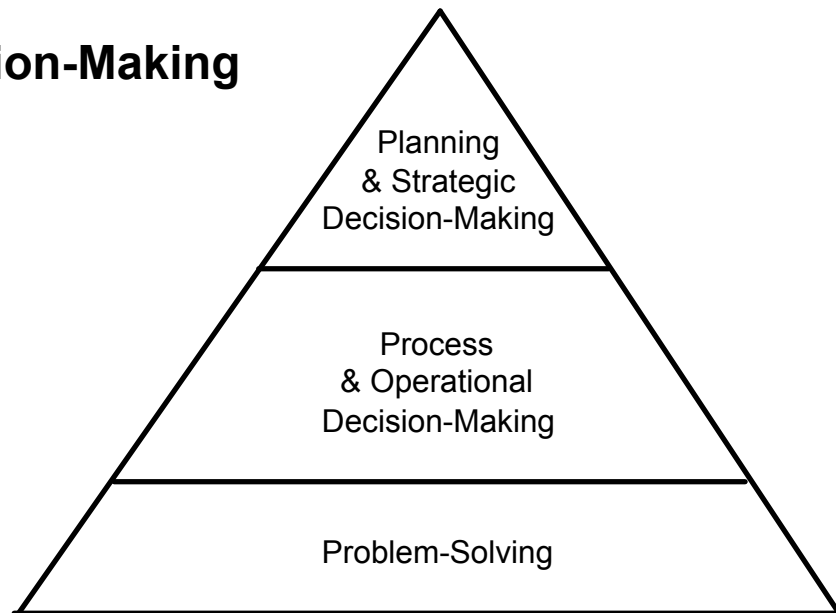 ion-Making
Planning
& Strategic
Decision-Making
Process
& Operational
Decision-Making
Problem-Solving